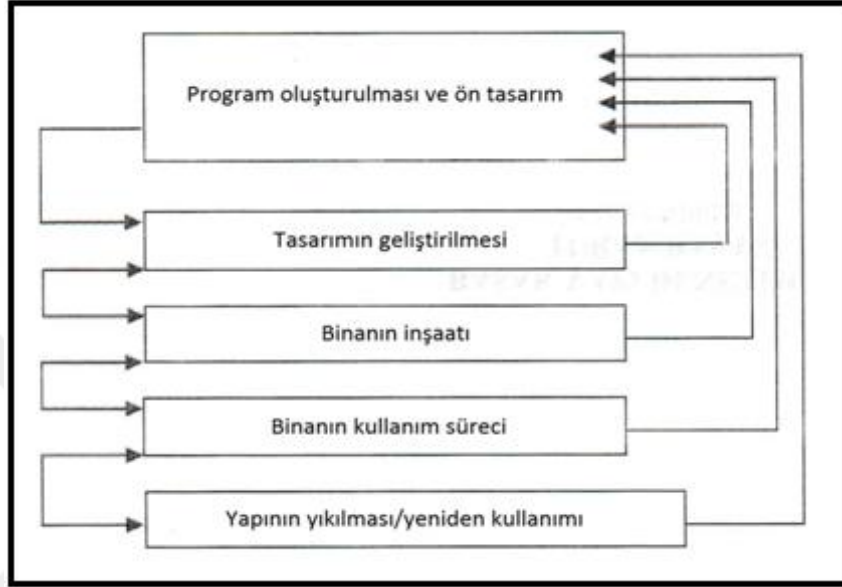 Program oluşturulması ve ön tasarım
Tasarımın geliştirilmesi
Binanın inşaatı
Binanın kullanım süreci
Yapının yıkılması/yeniden kullanımı